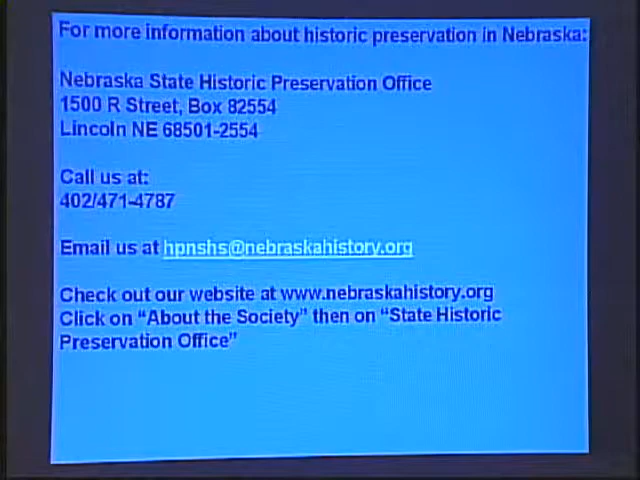 For more information about historic preservation in Nebraska:
Nebraska State Historic Preservation Office
1500 R Street, Box 82554
Lincoln NE 68501-2554
Call us at:
402/471-4787
Email us at hpnshs@nebraskahistory.org
Check out our website at www.nebraskahistory.org
Click on “About the Society” then on “State Historic
Preservation Office”